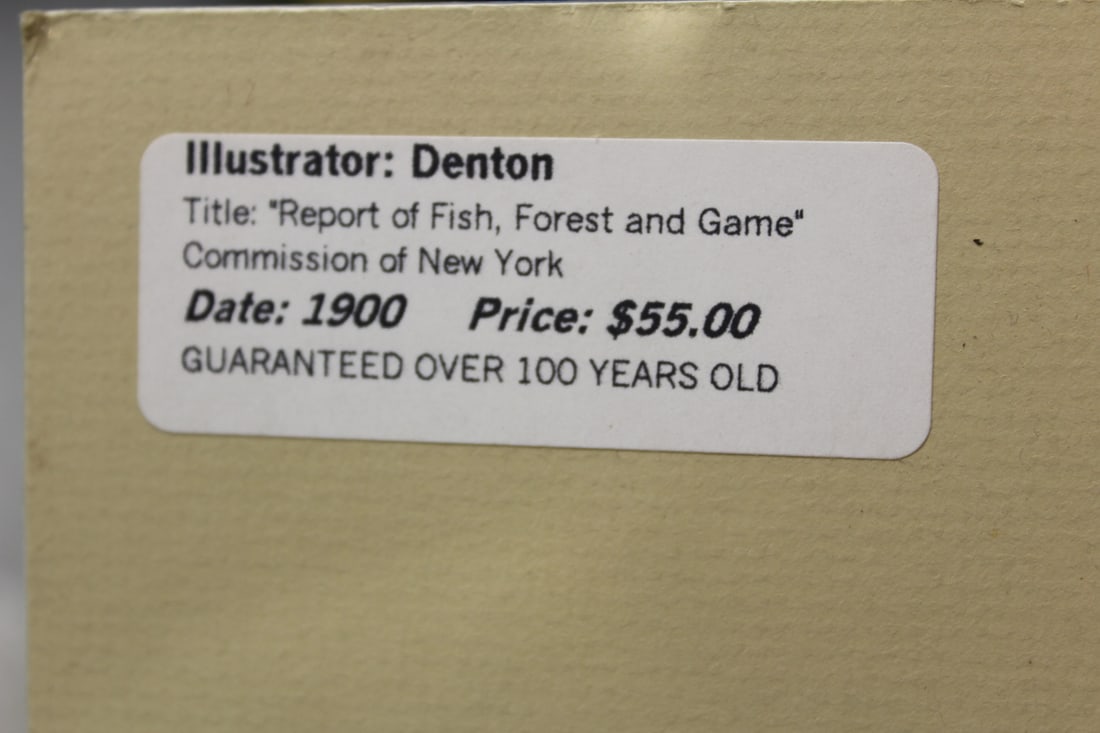 Illustrator: Denton
Title: "Report of Fish, Forest and Game"
Commission of New York
Date: 1900 Price: $55.00
GUARANTEED OVER 100 YEARS OLD